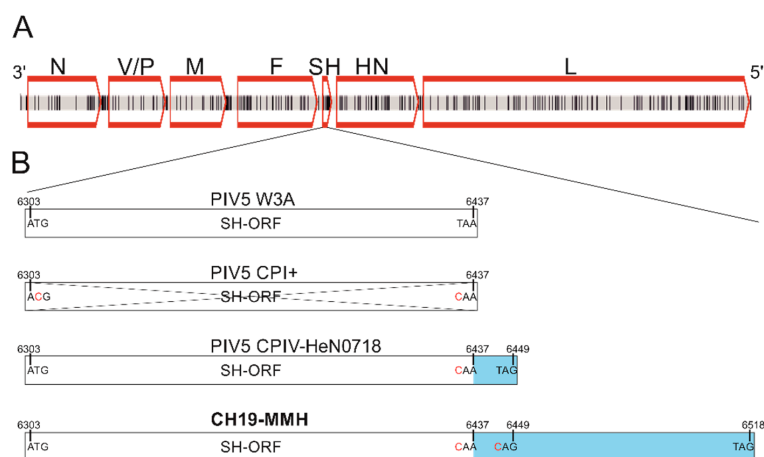 A
N V/P M F SH HN L
3' 5'
B
PIV5 W3A
6303 6437
ATG SH-ORF TAA
PIV5 CPI+
6303 6437
ACG SH-ORF CAA
PIV5 CPIV-HeN0718
6303 6437 6449
ATG SH-ORF CAA TAG
CH19-MMH
6303 6437 6449 6518
ATG SH-ORF CAA CAG TAG